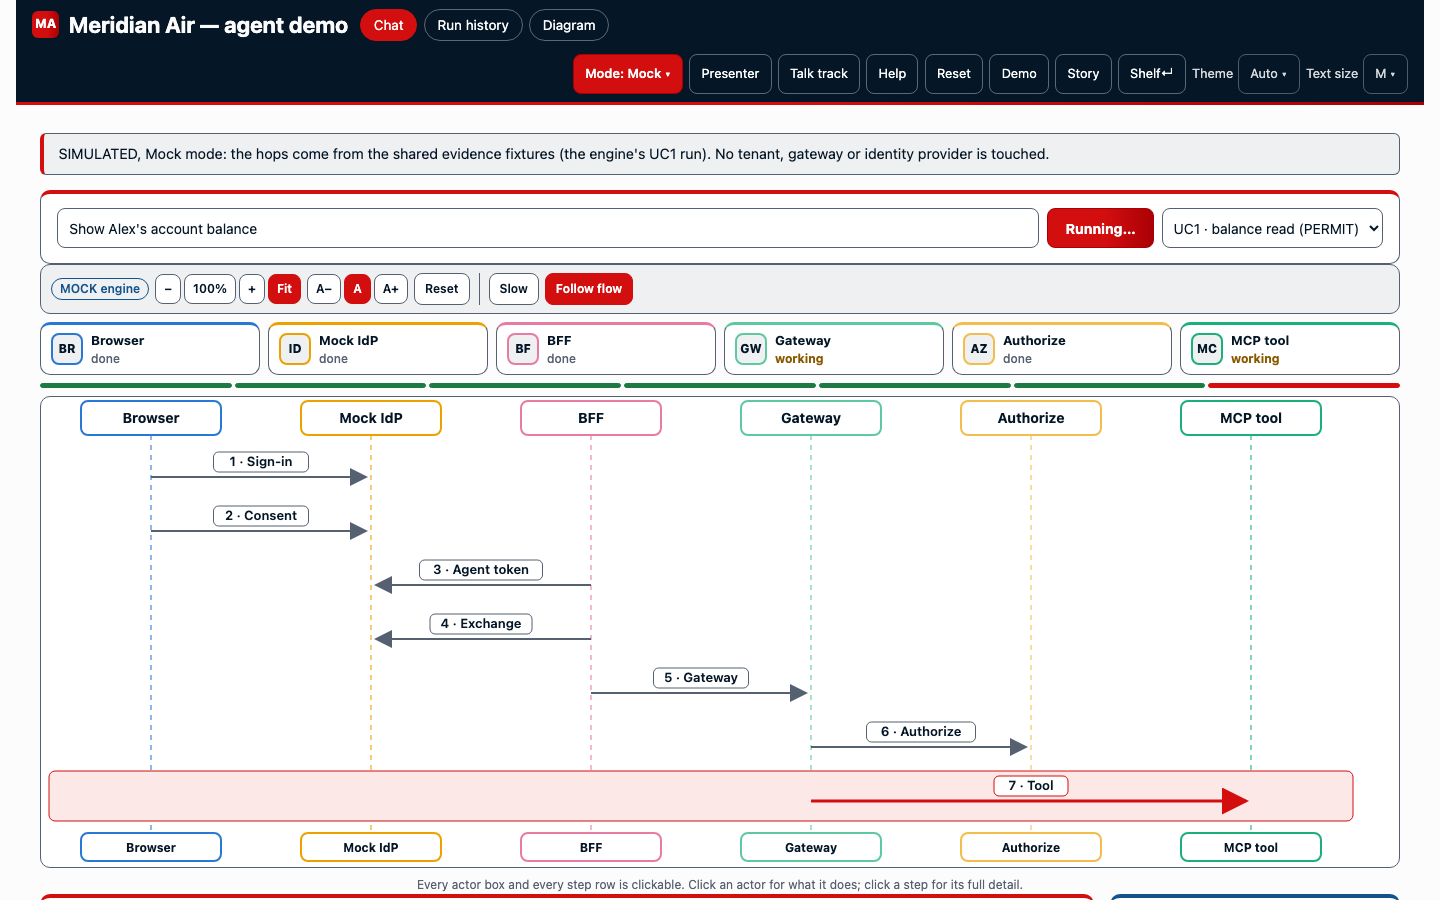 MA Meridian Air — agent demo Chat Run history Diagram
Mode: Mock ▾ Presenter Talk track Help Reset Demo Story Shelf↵ Theme Auto ▾ Text size M ▾
SIMULATED, Mock mode: the hops come from the shared evidence fixtures (the engine's UC1 run). No tenant, gateway or identity provider is touched.
Show Alex's account balance Running... UC1 · balance read (PERMIT)
MOCK engine − 100% + Fit A− A A+ Reset Slow Follow flow
BR Browser done
ID Mock IdP done
BF BFF done
GW Gateway working
AZ Authorize done
MC MCP tool working
Browser Mock IdP BFF Gateway Authorize MCP tool
1 · Sign-in
2 · Consent
3 · Agent token
4 · Exchange
5 · Gateway
6 · Authorize
7 · Tool
Browser Mock IdP BFF Gateway Authorize MCP tool
Every actor box and every step row is clickable. Click an actor for what it does; click a step for its full detail.